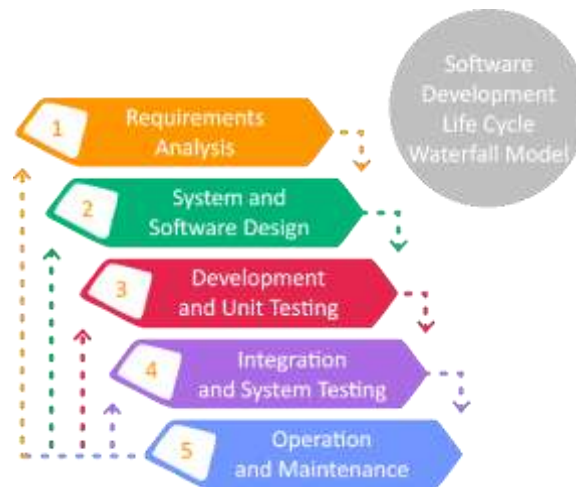 Software
Development
Life Cycle
Waterfall Model
1
Requirements
Analysis
2
System and
Software Design
3
Development
and Unit Testing
4
Integration
and System Testing
5
Operation
and Maintenance